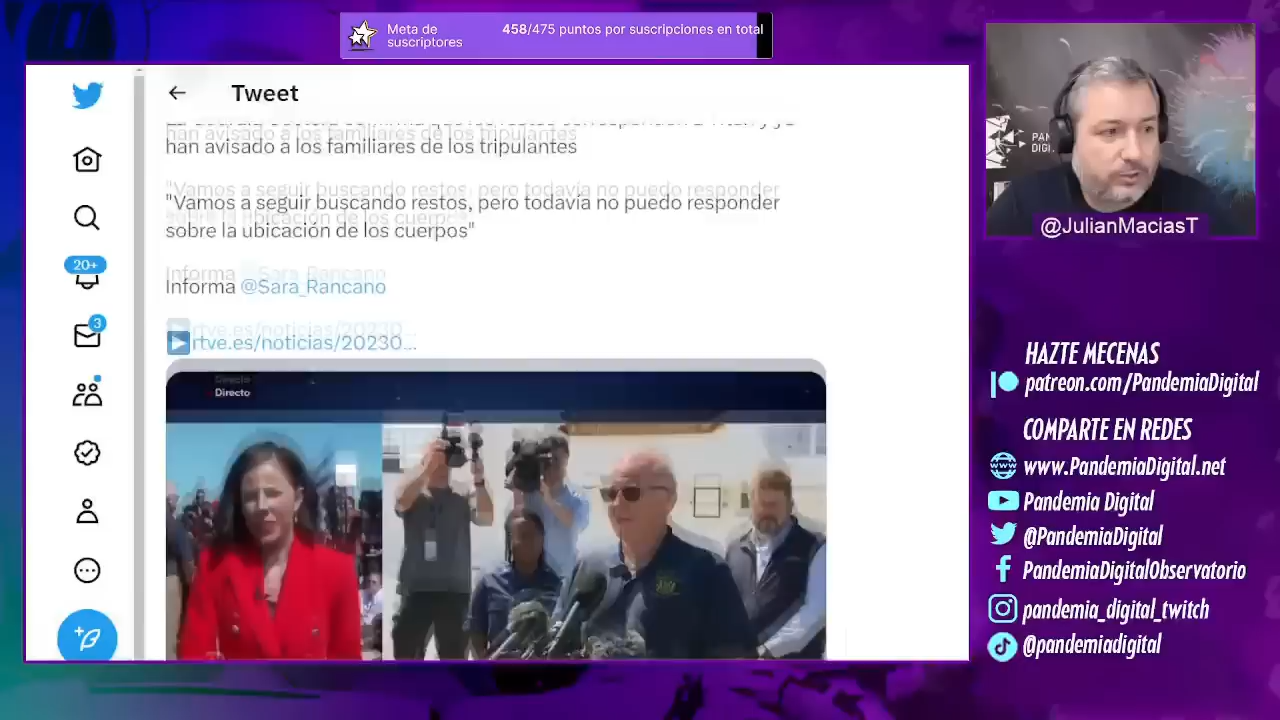 Meta de
suscriptores
458/475 puntos por suscripciones en total
Tweet
han avisado a los familiares de los tripulantes
"Vamos a seguir buscando restos, pero todavía no puedo responder
sobre la ubicación de los cuerpos"
Informa @Sara_Rancano
rtve.es/noticias/20230...
Directo
20+
3
PAN
DIGI
@JulianMaciasT
HAZTE MECENAS
patreon.com/PandemiaDigital
COMPARTE EN REDES
www.PandemiaDigital.net
Pandemia Digital
@PandemiaDigital
PandemiaDigitalObservatorio
pandemia_digital_twitch
@pandemiadigital